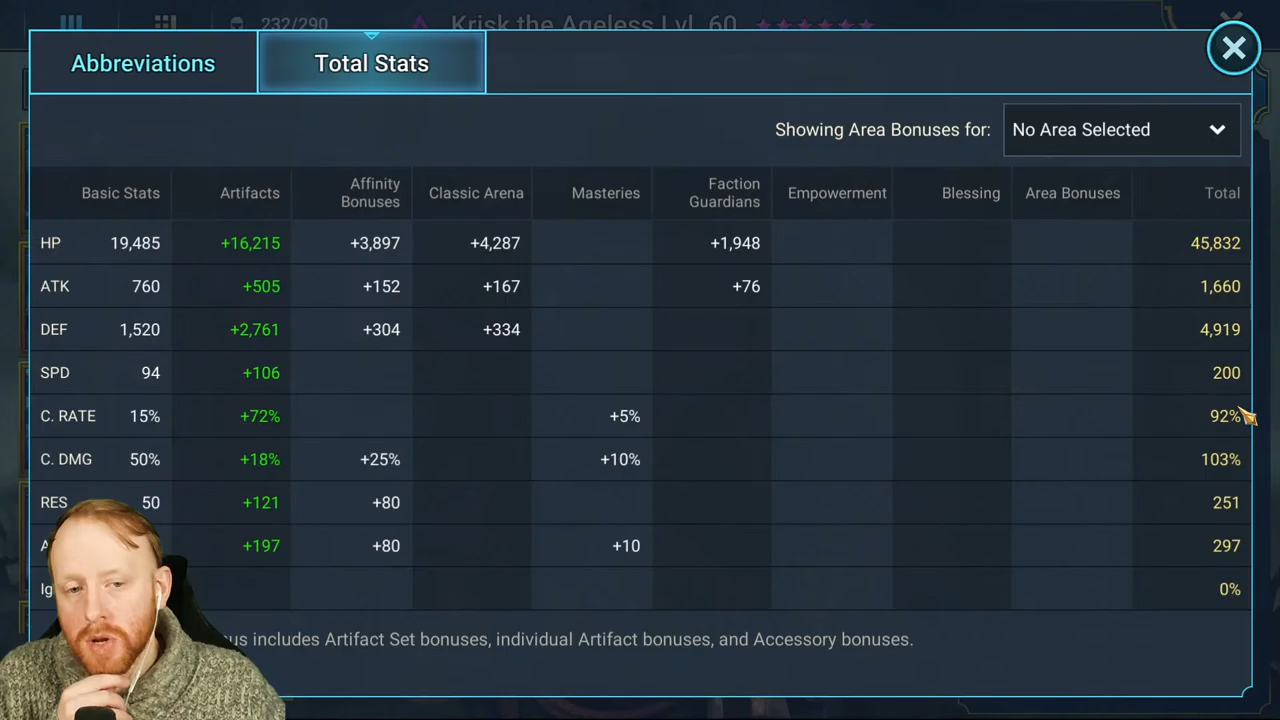 232/290 Krisk the Ageless Lvl. 60
Abbreviations Total Stats
Showing Area Bonuses for: No Area Selected
Basic Stats Artifacts Affinity Bonuses Classic Arena Masteries Faction Guardians Empowerment Blessing Area Bonuses Total
HP 19,485 +16,215 +3,897 +4,287 +1,948 45,832
ATK 760 +505 +152 +167 +76 1,660
DEF 1,520 +2,761 +304 +334 4,919
SPD 94 +106 200
C. RATE 15% +72% +5% 92%
C. DMG 50% +18% +25% +10% 103%
RES 50 +121 +80 251
+197 +80 +10 297
0%
includes Artifact Set bonuses, individual Artifact bonuses, and Accessory bonuses.